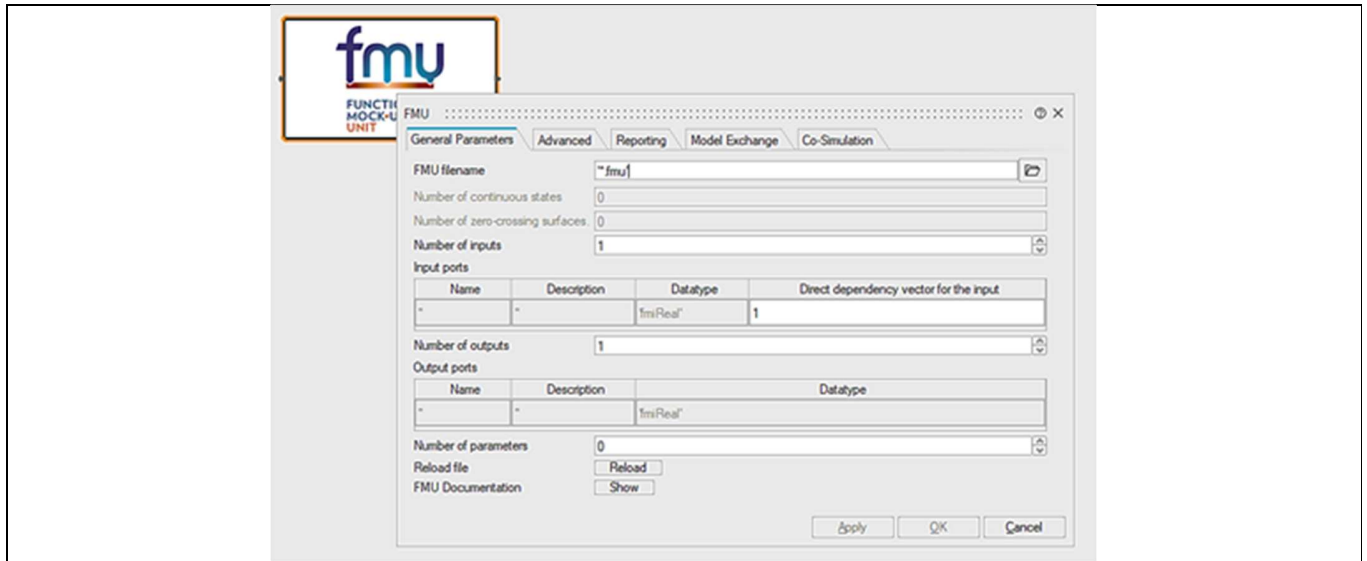 fmu
FUNCTI
MOCK-U
UNIT
FMU
General Parameters Advanced Reporting Model Exchange Co-Simulation
FMU filename "*.fmu"
Number of continuous states 0
Number of zero-crossing surfaces 0
Number of inputs 1
Input ports
Name Description Datatype Direct dependency vector for the input
" " 'fmiReal" 1
Number of outputs 1
Output ports
Name Description Datatype
" " 'fmiReal"
Number of parameters 0
Reload file Reload
FMU Documentation Show
Apply OK Cancel